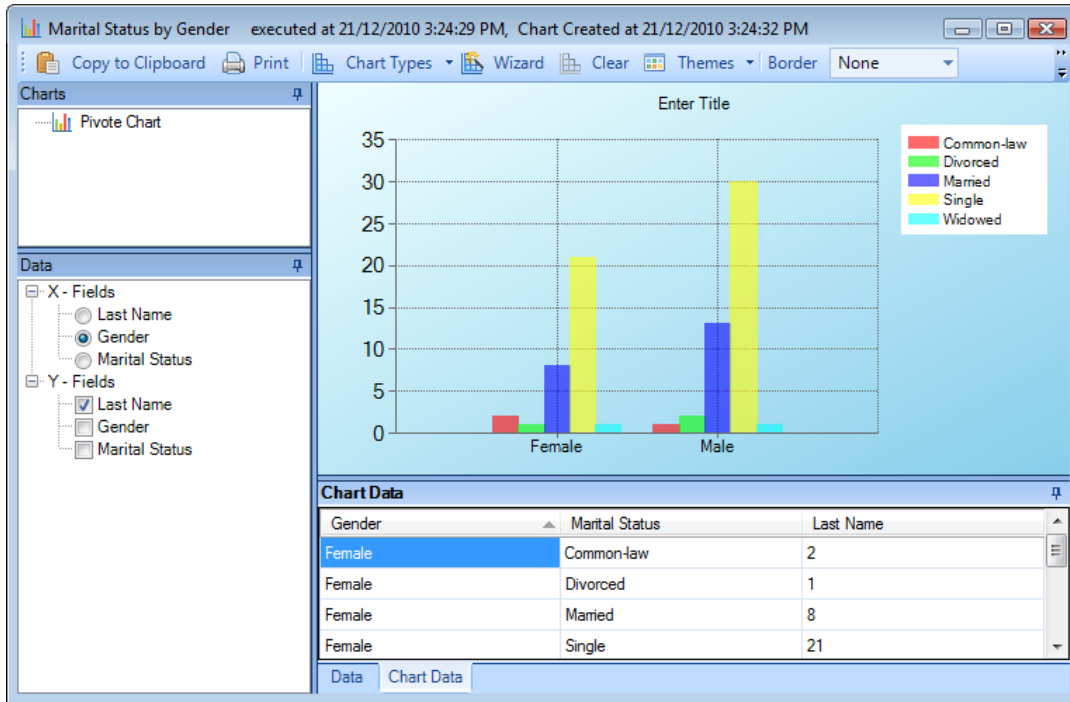 Marital Status by Gender executed at 21/12/2010 3:24:29 PM, Chart Created at 21/12/2010 3:24:32 PM
Copy to Clipboard Print Chart Types Wizard Clear Themes Border None
Charts
Pivote Chart
Data
X - Fields
Last Name
Gender
Marital Status
Y - Fields
Last Name
Gender
Marital Status
Enter Title
35
30
25
20
15
10
5
0
Female Male
Common-law
Divorced
Married
Single
Widowed
Chart Data
Gender Marital Status Last Name
Female Common-law 2
Female Divorced 1
Female Married 8
Female Single 21
Data Chart Data